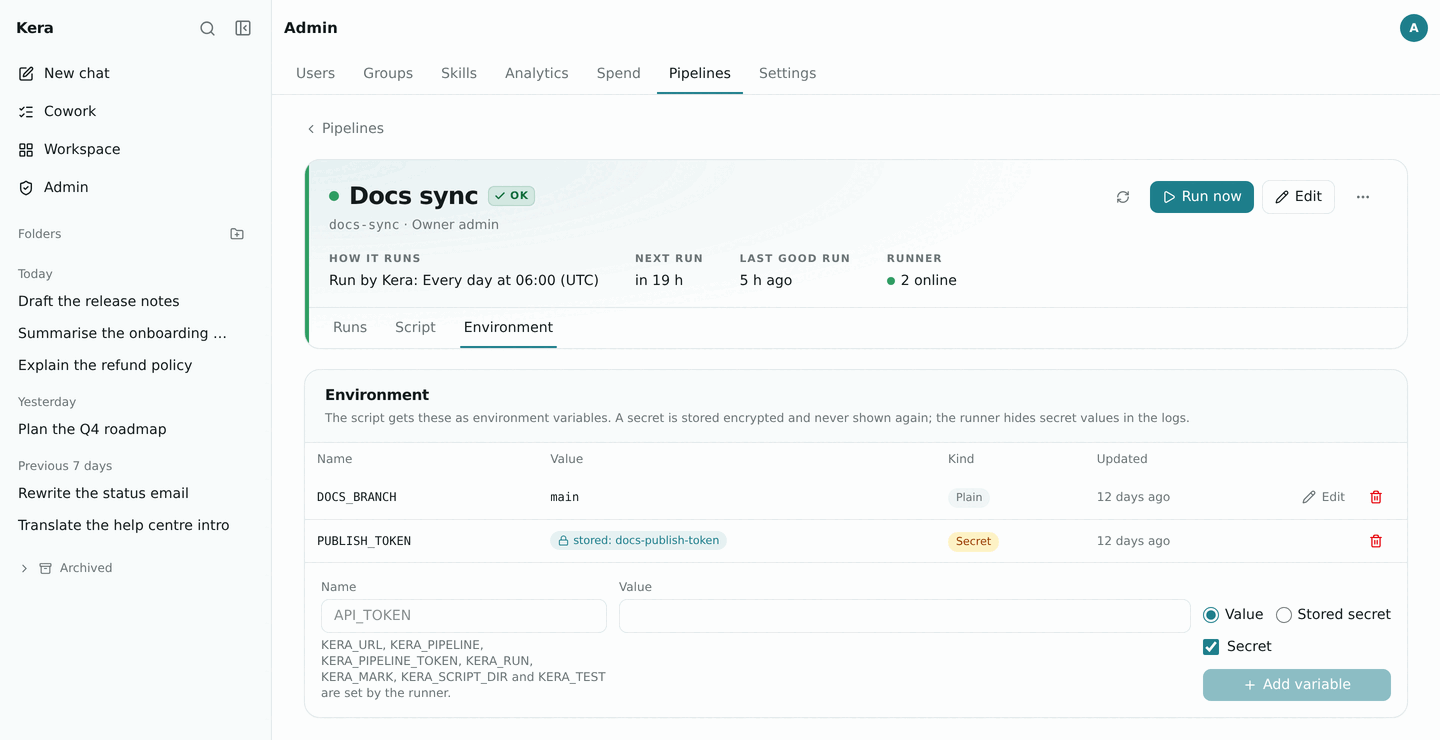 Kera
New chat
Cowork
Workspace
Admin
Folders
Today
Draft the release notes
Summarise the onboarding ...
Explain the refund policy
Yesterday
Plan the Q4 roadmap
Previous 7 days
Rewrite the status email
Translate the help centre intro
Archived
Admin
A
Users Groups Skills Analytics Spend Pipelines Settings
Pipelines
Docs sync OK
Run now Edit
docs-sync · Owner admin
HOW IT RUNS NEXT RUN LAST GOOD RUN RUNNER
Run by Kera: Every day at 06:00 (UTC) in 19 h 5 h ago 2 online
Runs Script Environment
Environment
The script gets these as environment variables. A secret is stored encrypted and never shown again; the runner hides secret values in the logs.
Name Value Kind Updated
DOCS_BRANCH main Plain 12 days ago Edit
PUBLISH_TOKEN stored: docs-publish-token Secret 12 days ago
Name Value
API_TOKEN Value Stored secret
KERA_URL, KERA_PIPELINE,
KERA_PIPELINE_TOKEN, KERA_RUN,
KERA_MARK, KERA_SCRIPT_DIR and KERA_TEST
are set by the runner.
Secret
+ Add variable